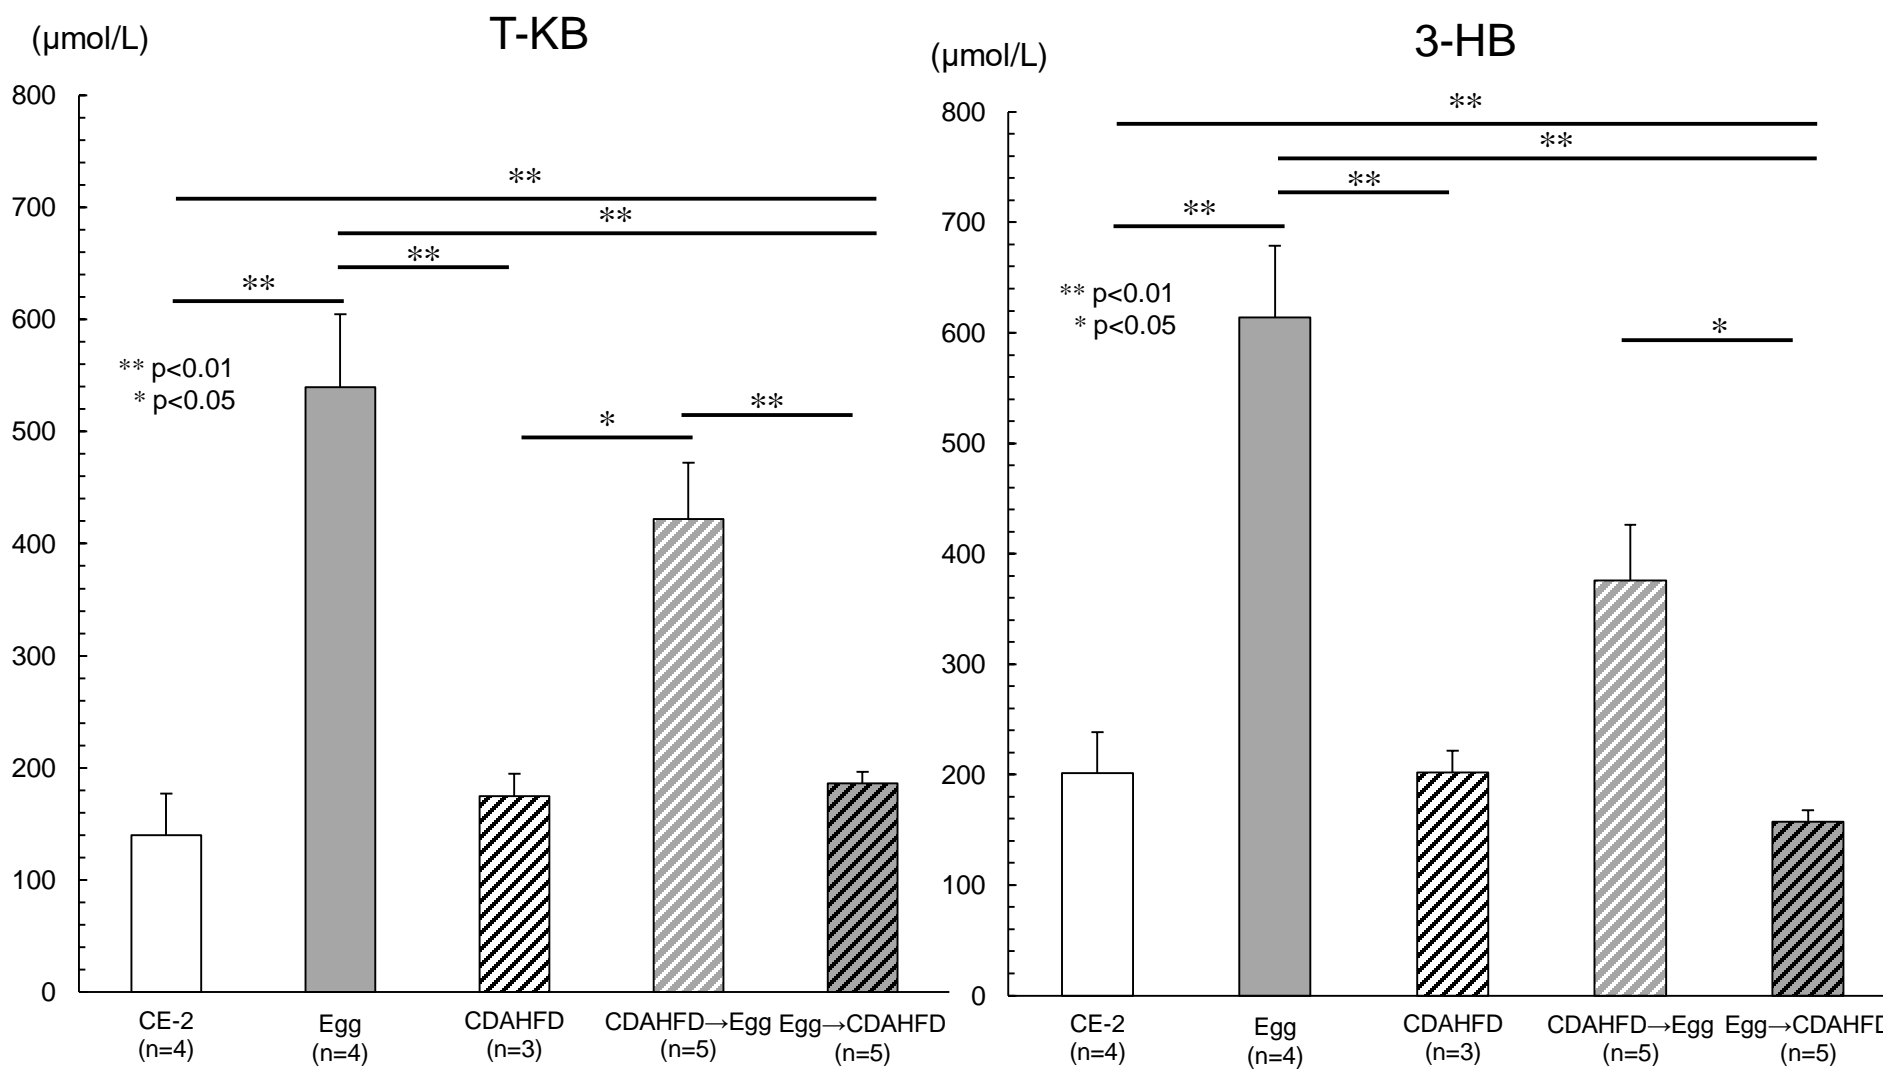 T-KB
(μmol/L)
800
700
600
500
400
300
200
100
0
**
**
**
**
** p<0.01
* p<0.05
*
**
CE-2
(n=4)
Egg
(n=4)
CDAHFD
(n=3)
CDAHFD→Egg
(n=5)
Egg→CDAHFD
(n=5)
3-HB
(μmol/L)
800
700
600
500
400
300
200
100
0
**
**
**
**
** p<0.01
* p<0.05
*
CE-2
(n=4)
Egg
(n=4)
CDAHFD
(n=3)
CDAHFD→Egg
(n=5)
Egg→CDAHFD
(n=5)